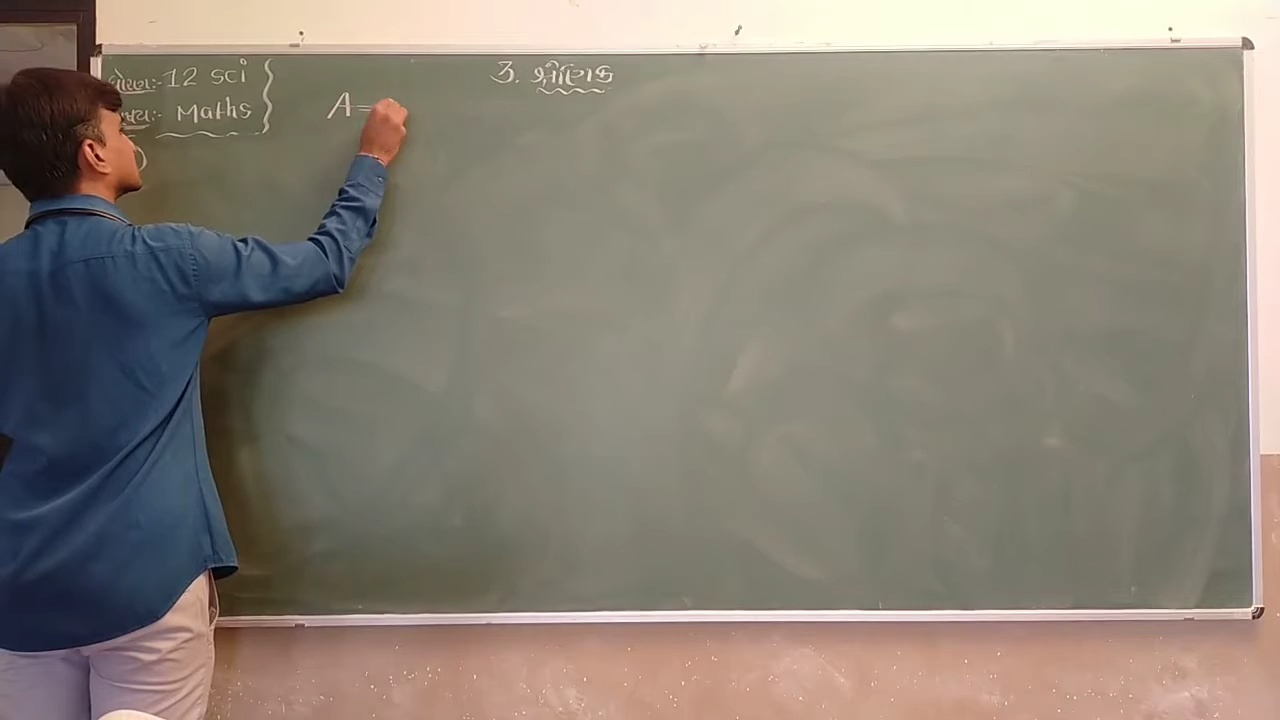 ધોરણ:- 12 sci
વિષય:- Maths
3. શ્રેણિક
A=